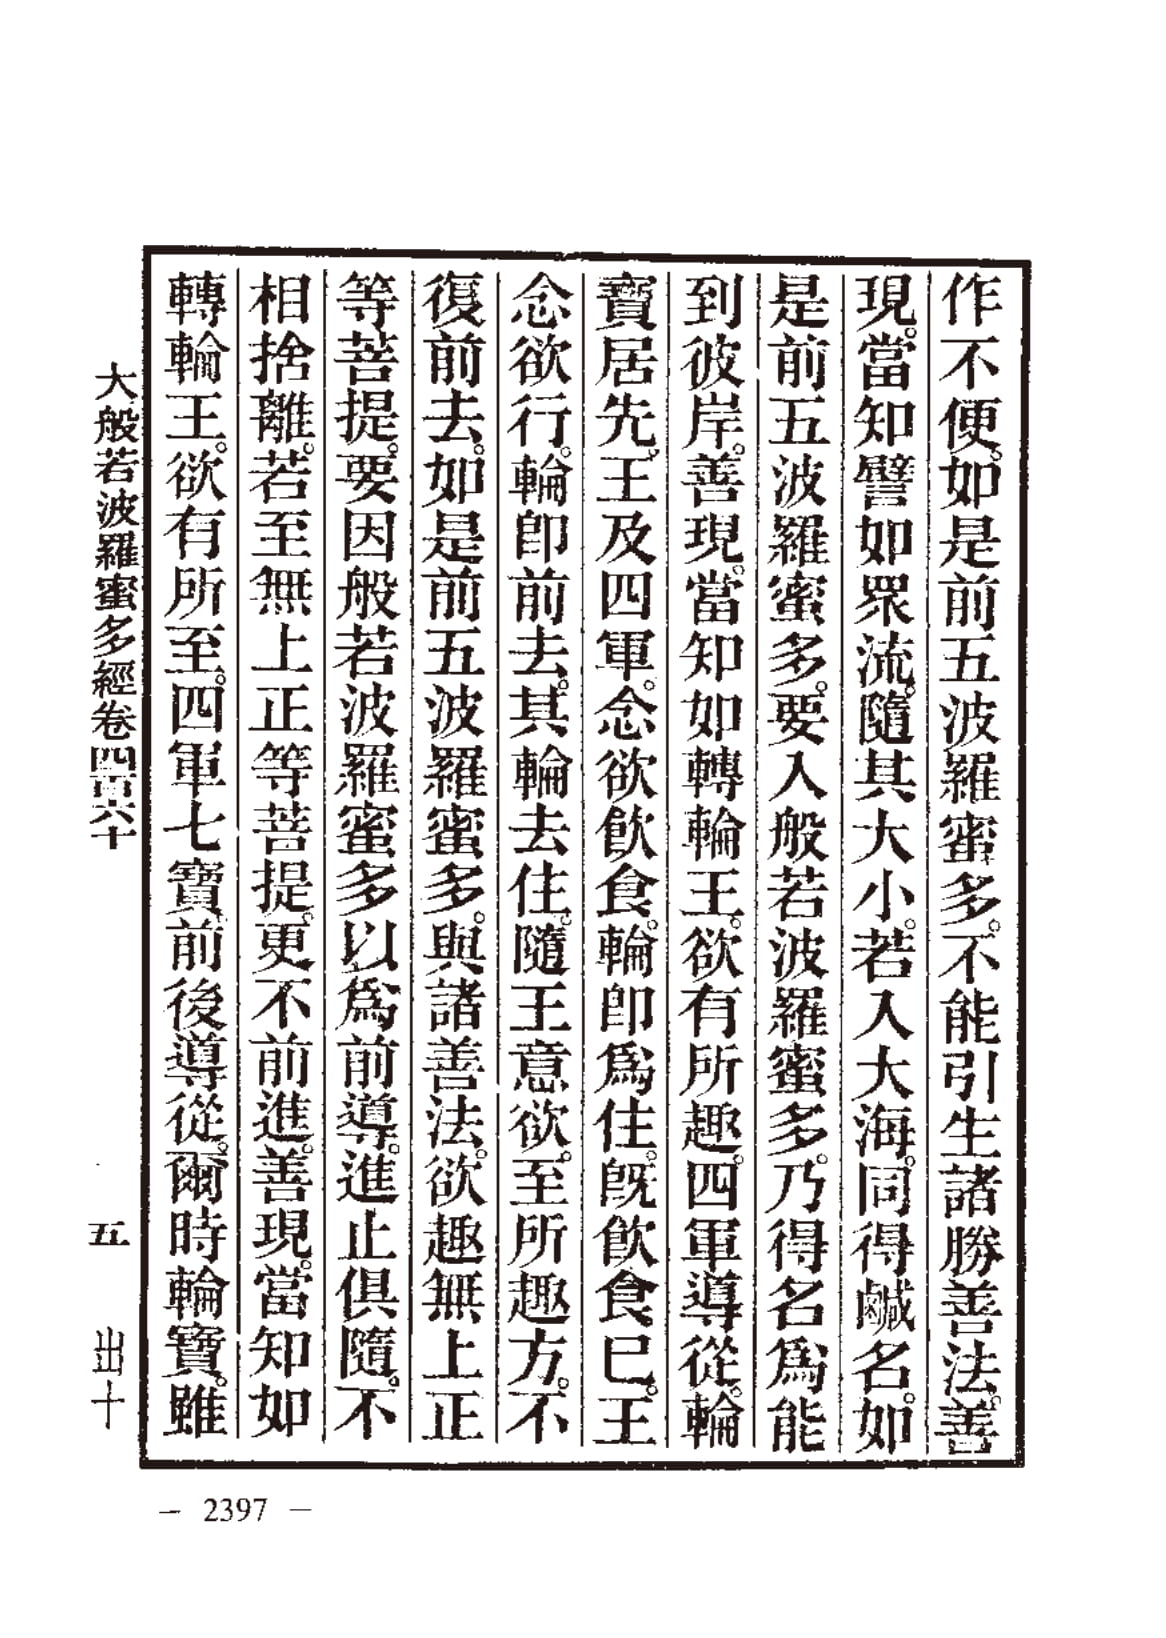 作不便。如是前五波羅蜜多。不能引生諸勝善法。善
現。當知譬如眾流。隨其大小。若入大海。同得鹹名。如
是前五波羅蜜多。要入般若波羅蜜多。乃得名為能
到彼岸。善現。當知如轉輪王。欲有所趣。四軍導從。輪
寶居先。王及四軍。念欲飲食。輪即為住。既飲食已。王
念欲行。輪即前去。其輪去住。隨王意欲。至所趣方。不
復前去。如是前五波羅蜜多。與諸善法。欲趣無上正
等菩提。要因般若波羅蜜多以為前導。進止俱隨。不
相捨離。若至無上正等菩提。更不前進。善現。當知如
轉輪王。欲有所至。四軍七寶前後導從。爾時輪寶。雖
大般若波羅蜜多經卷四百六十 五 出十
— 2397 —